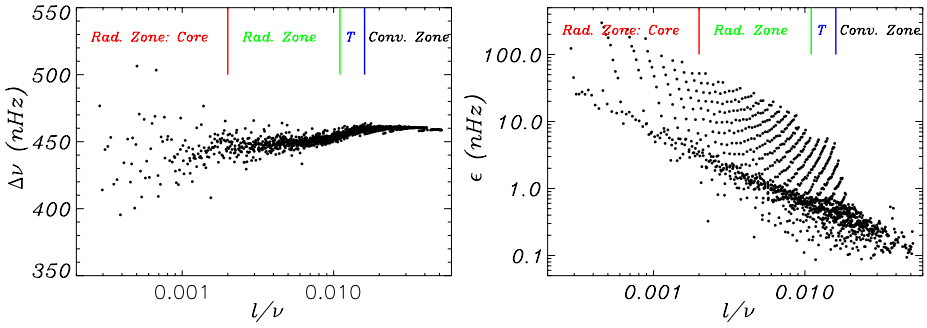 550
Rad. Zone: Core
Rad. Zone
T
Conv. Zone
500
450
400
350
Δν (nHz)
0.001
0.010
l/ν
Rad. Zone: Core
Rad. Zone
T
Conv. Zone
100.0
10.0
1.0
0.1
ϵ (nHz)
0.001
0.010
l/ν